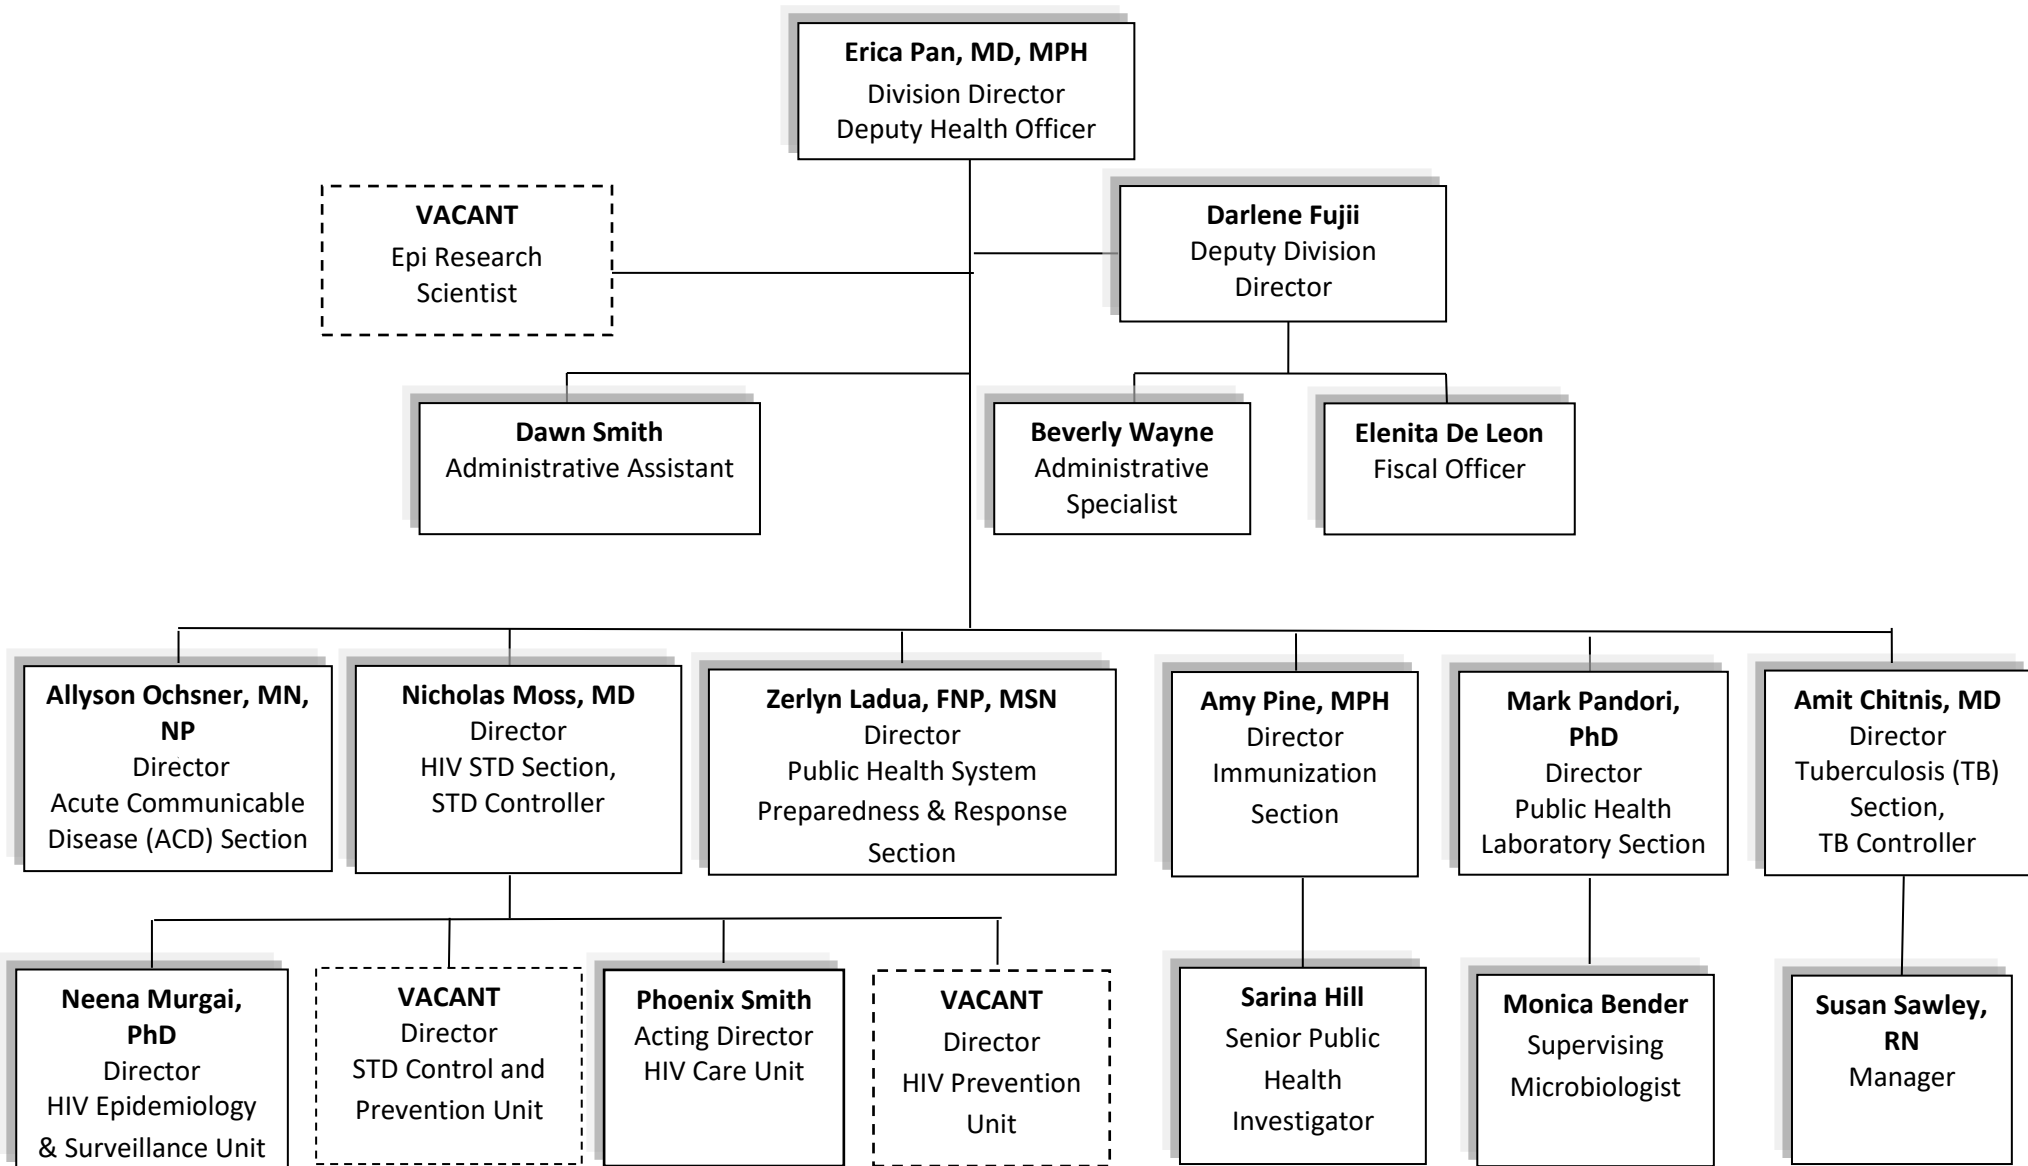 Erica Pan, MD, MPH
Division Director
Deputy Health Officer
VACANT
Epi Research
Scientist
Darlene Fujii
Deputy Division
Director
Dawn Smith
Administrative Assistant
Beverly Wayne
Administrative
Specialist
Elenita De Leon
Fiscal Officer
Allyson Ochsner, MN,
NP
Director
Acute Communicable
Disease (ACD) Section
Nicholas Moss, MD
Director
HIV STD Section,
STD Controller
Zerlyn Ladua, FNP, MSN
Director
Public Health System
Preparedness & Response
Section
Amy Pine, MPH
Director
Immunization
Section
Mark Pandori,
PhD
Director
Public Health
Laboratory Section
Amit Chitnis, MD
Director
Tuberculosis (TB)
Section,
TB Controller
Neena Murgai,
PhD
Director
HIV Epidemiology
& Surveillance Unit
VACANT
Director
STD Control and
Prevention Unit
Phoenix Smith
Acting Director
HIV Care Unit
VACANT
Director
HIV Prevention
Unit
Sarina Hill
Senior Public
Health
Investigator
Monica Bender
Supervising
Microbiologist
Susan Sawley,
RN
Manager